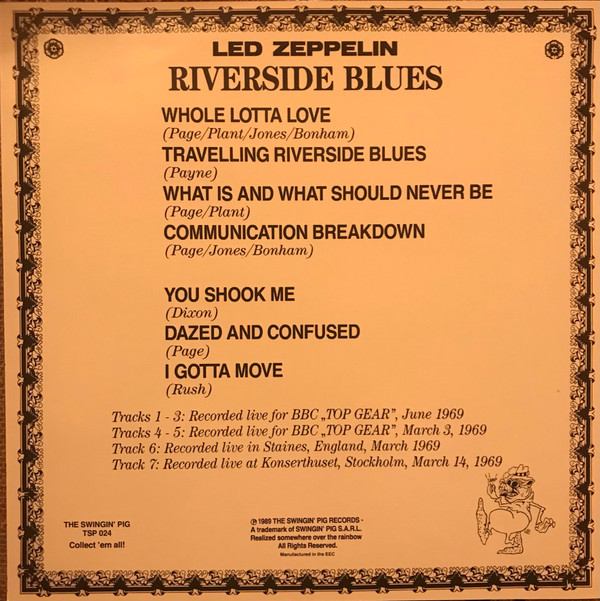 LED ZEPPELIN
RIVERSIDE BLUES
WHOLE LOTTA LOVE
(Page/Plant/Jones/Bonham)
TRAVELLING RIVERSIDE BLUES
(Payne)
WHAT IS AND WHAT SHOULD NEVER BE
(Page/Plant)
COMMUNICATION BREAKDOWN
(Page/Jones/Bonham)
YOU SHOOK ME
(Dixon)
DAZED AND CONFUSED
(Page)
I GOTTA MOVE
(Rush)
Tracks 1 - 3: Recorded live for BBC „TOP GEAR”, June 1969
Tracks 4 - 5: Recorded live for BBC „TOP GEAR”, March 3, 1969
Track 6: Recorded live in Staines, England, March 1969
Track 7: Recorded live at Konserthuset, Stockholm, March 14, 1969
THE SWINGIN' PIG
TSP 024
Collect 'em all!
℗ 1989 THE SWINGIN' PIG RECORDS -
A trademark of SWINGIN' PIG S.A.R.L.
Realized somewhere over the rainbow
All Rights Reserved.
Manufactured in the EEC